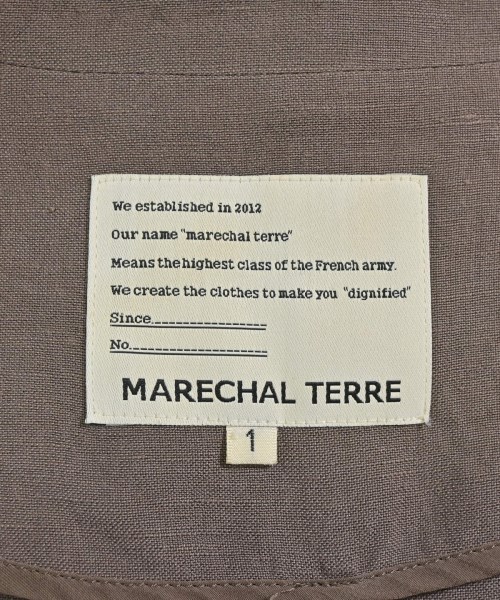 We established in 2012
Our name "marechal terre"
Means the highest class of the French army.
We create the clothes to make you "dignified"
Since
No.
MARECHAL TERRE
1